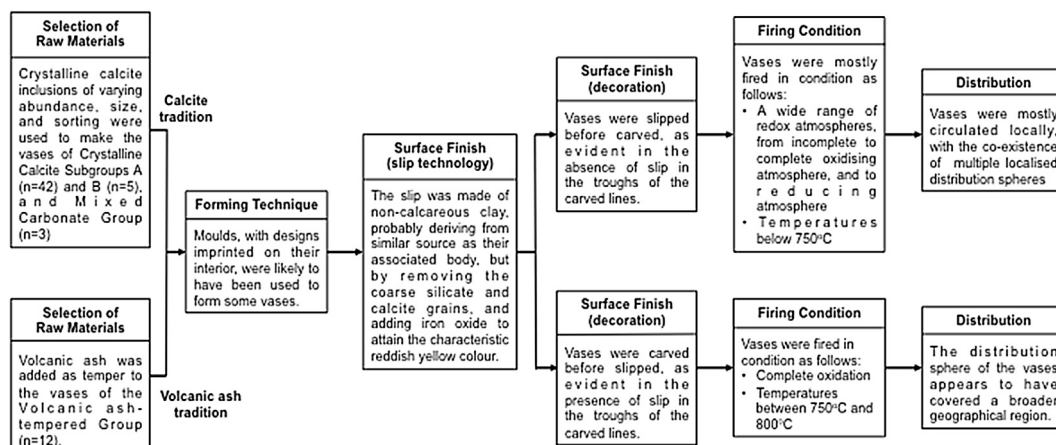 Selection of
Raw Materials
Crystalline calcite
inclusions of varying
abundance, size,
and sorting were
used to make the
vases of Crystalline
Calcite Subgroups A
(n=42) and B (n=5),
and Mixed
Carbonate Group
(n=3)
Calcite
tradition
Selection of
Raw Materials
Volcanic ash was
added as temper to
the vases of the
Volcanic ash-
tempered Group
(n=12).
Volcanic ash
tradition
Forming Technique
Moulds, with designs
imprinted on their
interior, were likely to
have been used to
form some vases.
Surface Finish
(slip technology)
The slip was made of
non-calcareous clay,
probably deriving from
similar source as their
associated body, but
by removing the
coarse silicate and
calcite grains, and
adding iron oxide to
attain the characteristic
reddish yellow colour.
Surface Finish
(decoration)
Vases were slipped
before carved, as
evident in the
absence of slip in
the troughs of the
carved lines.
Firing Condition
Vases were mostly
fired in condition as
follows:
• A wide range of
redox atmospheres,
from incomplete to
complete oxidising
atmosphere, and to
reducing
atmosphere
• Temperatures
below 750°C
Distribution
Vases were mostly
circulated locally,
with the co-existence
of multiple localised
distribution spheres
Surface Finish
(decoration)
Vases were carved
before slipped, as
evident in the
presence of slip in
the troughs of the
carved lines.
Firing Condition
Vases were fired in
condition as follows:
• Complete oxidation
• Temperatures
between 750°C and
800°C
Distribution
The distribution
sphere of the vases
appears to have
covered a broader
geographical region.